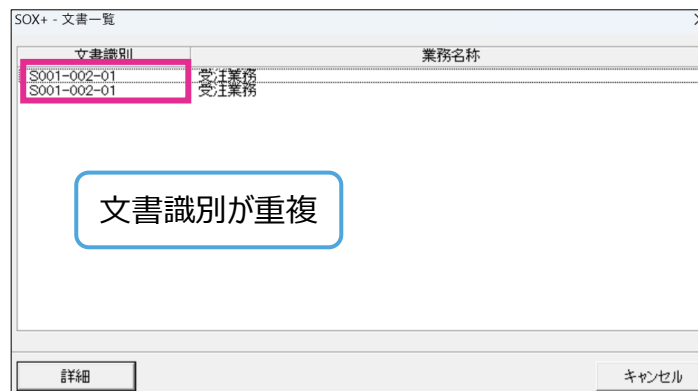 SOX+ - 文書一覧
文書識別 業務名称
S001-002-01 受注業務
S001-002-01 受注業務
文書識別が重複
詳細 キャンセル